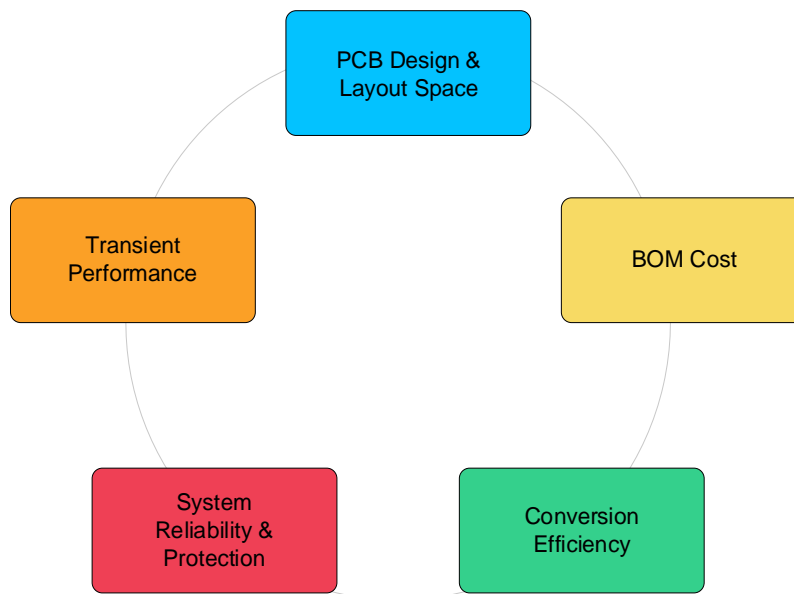 PCB Design &
Layout Space
Transient
Performance
BOM Cost
System
Reliability &
Protection
Conversion
Efficiency